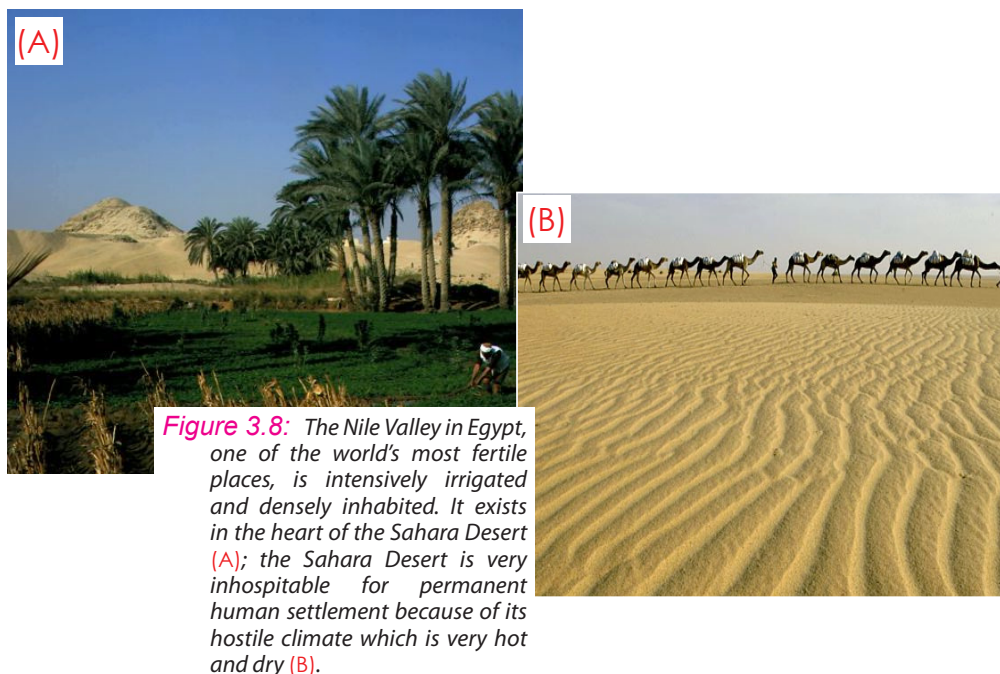 (A)
(B)
Figure 3.8: The Nile Valley in Egypt,
one of the world's most fertile
places, is intensively irrigated
and densely inhabited. It exists
in the heart of the Sahara Desert
(A); the Sahara Desert is very
inhospitable for permanent
human settlement because of its
hostile climate which is very hot
and dry (B).